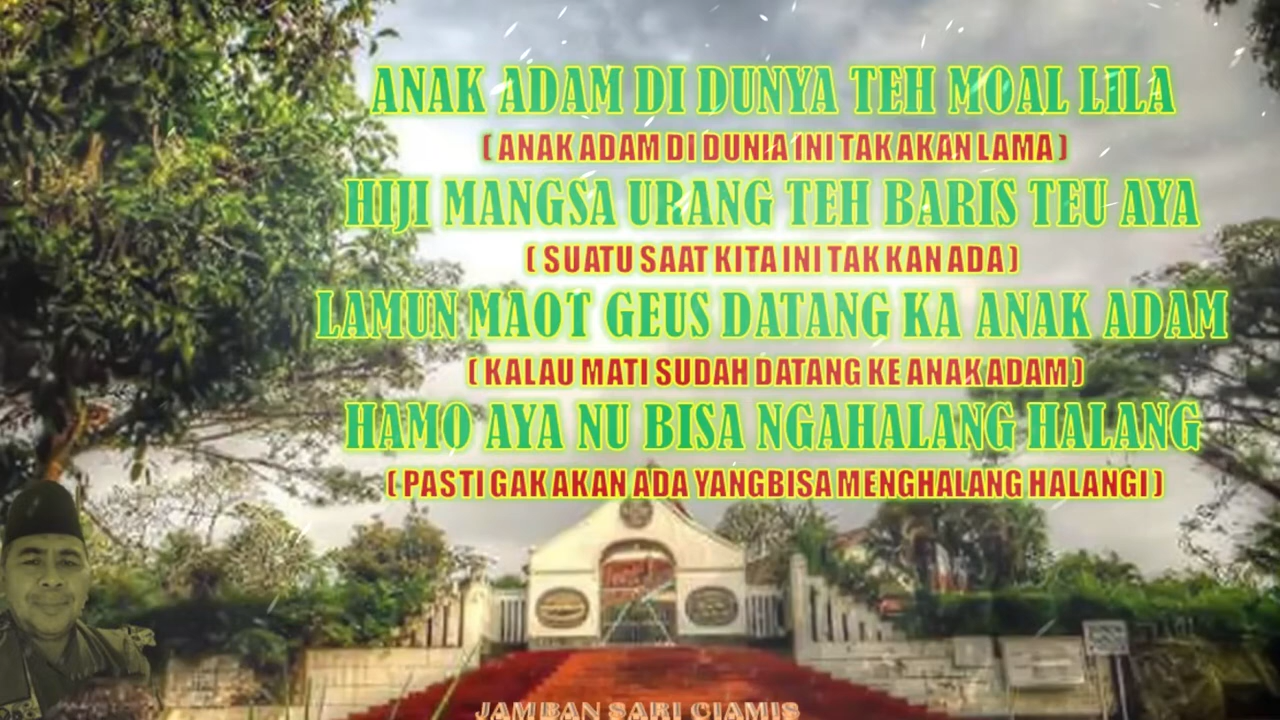 ANAK ADAM DI DUNYA TEH MOAL LILA
( ANAK ADAM DI DUNIA INI TAK AKAN LAMA )
HIJI MANGSA URANG TEH BARIS TEU AYA
( SUATU SAAT KITA INI TAK KAN ADA )
LAMUN MAOT GEUS DATANG KA ANAK ADAM
( KALAU MATI SUDAH DATANG KE ANAK ADAM )
HAMO AYA NU BISA NGAHALANG HALANG
( PASTI GAK AKAN ADA YANGBISA MENGHALANG HALANGI )
JAMBAN SARI CIAMIS